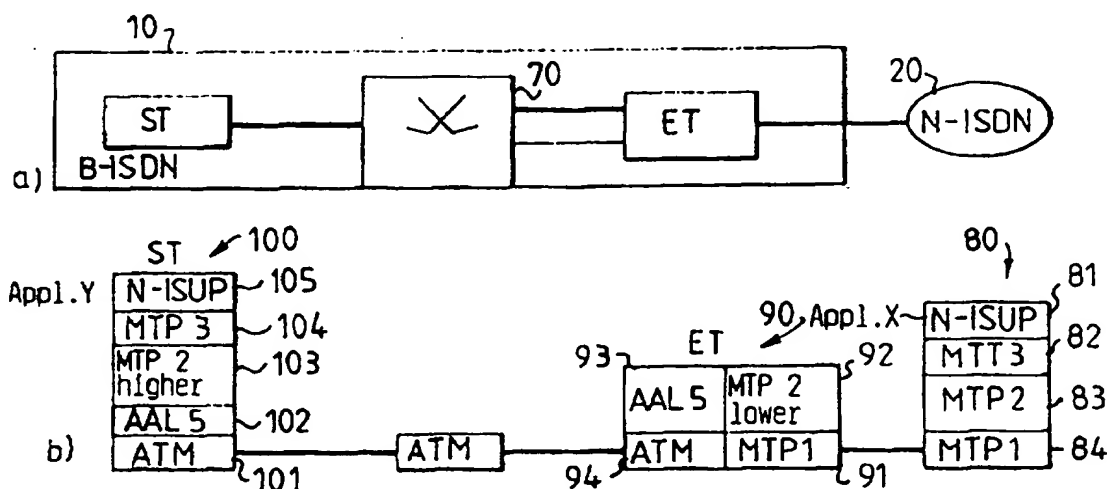 10
70
20
ST
ET
N-ISDN
B-ISDN
a)
ST
100
80
Appl.Y
N-ISUP
105
MTP 3
104
MTP 2
higher
103
AAL 5
102
b)
ATM
101
ATM
ET
90
93
92
AAL 5
MTP 2
lower
94
ATM
MTP1
91
Appl.X
N-ISUP
81
MTT3
82
MTP2
83
MTP1
84